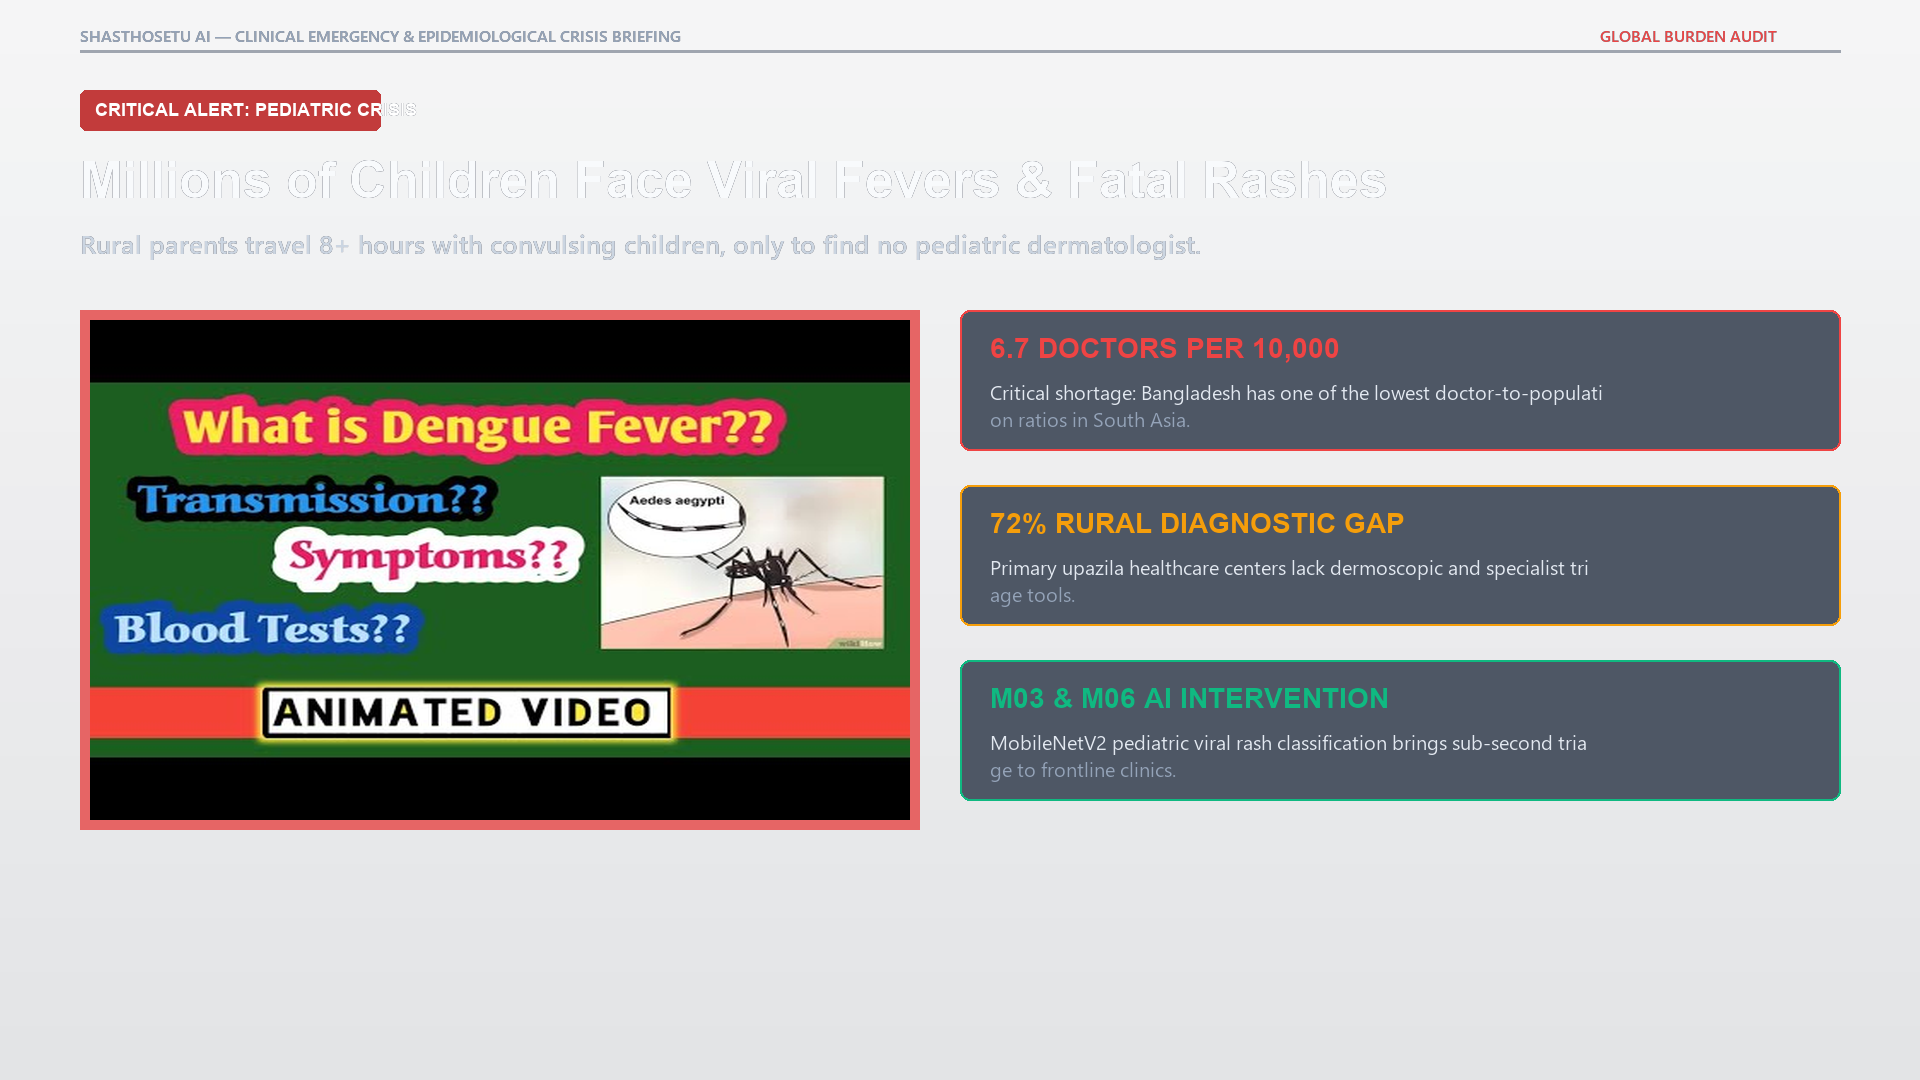 SHASTHOSETU AI — CLINICAL EMERGENCY & EPIDEMIOLOGICAL CRISIS BRIEFING
GLOBAL BURDEN AUDIT
CRITICAL ALERT: PEDIATRIC CRISIS
Millions of Children Face Viral Fevers & Fatal Rashes
Rural parents travel 8+ hours with convulsing children, only to find no pediatric dermatologist.
What is Dengue Fever??
Transmission??
Aedes aegypti
Symptoms??
Blood Tests??
wikiHow
ANIMATED VIDEO
6.7 DOCTORS PER 10,000
Critical shortage: Bangladesh has one of the lowest doctor-to-populati
on ratios in South Asia.
72% RURAL DIAGNOSTIC GAP
Primary upazila healthcare centers lack dermoscopic and specialist tri
age tools.
M03 & M06 AI INTERVENTION
MobileNetV2 pediatric viral rash classification brings sub-second tria
ge to frontline clinics.